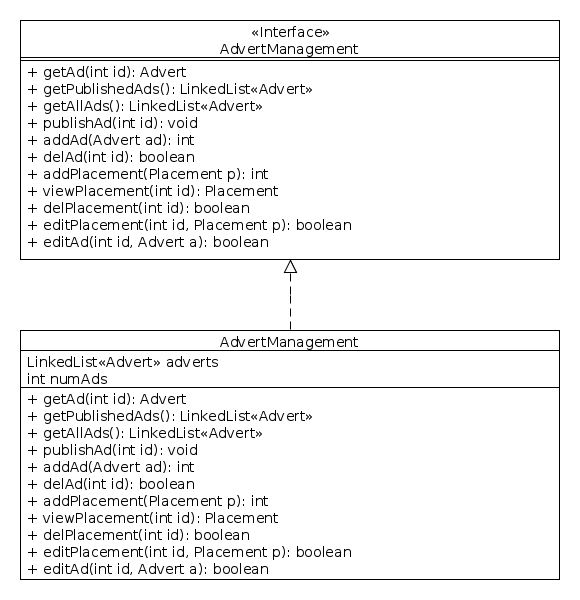 «Interface»
AdvertManagement
+ getAd(int id): Advert
+ getPublishedAds(): LinkedList«Advert»
+ getAllAds(): LinkedList«Advert»
+ publishAd(int id): void
+ addAd(Advert ad): int
+ delAd(int id): boolean
+ addPlacement(Placement p): int
+ viewPlacement(int id): Placement
+ delPlacement(int id): boolean
+ editPlacement(int id, Placement p): boolean
+ editAd(int id, Advert a): boolean
AdvertManagement
LinkedList«Advert» adverts
int numAds
+ getAd(int id): Advert
+ getPublishedAds(): LinkedList«Advert»
+ getAllAds(): LinkedList«Advert»
+ publishAd(int id): void
+ addAd(Advert ad): int
+ delAd(int id): boolean
+ addPlacement(Placement p): int
+ viewPlacement(int id): Placement
+ delPlacement(int id): boolean
+ editPlacement(int id, Placement p): boolean
+ editAd(int id, Advert a): boolean